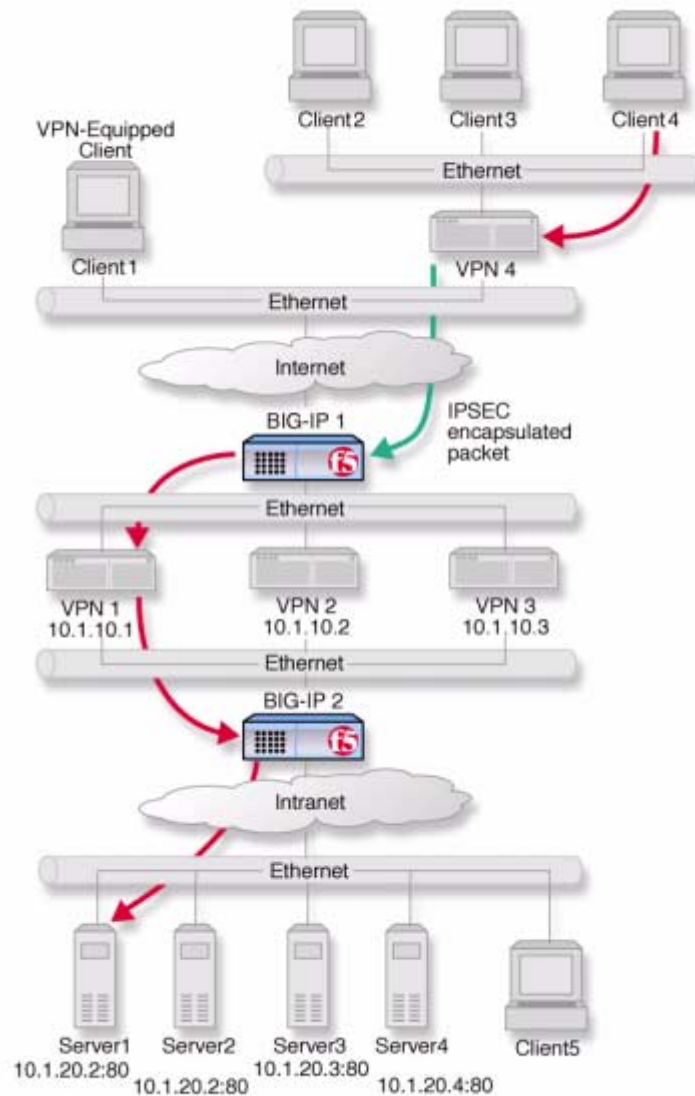 Client2
Client3
Client4
VPN-Equipped
Client
Ethernet
Client1
VPN 4
Ethernet
Internet
IPSEC
encapsulated
packet
BIG-IP 1
f5
Ethernet
VPN 1
10.1.10.1
VPN 2
10.1.10.2
VPN 3
10.1.10.3
Ethernet
BIG-IP 2
f5
Intranet
Ethernet
Server1
10.1.20.2:80
Server2
10.1.20.2:80
Server3
10.1.20.3:80
Server4
10.1.20.4:80
Client5